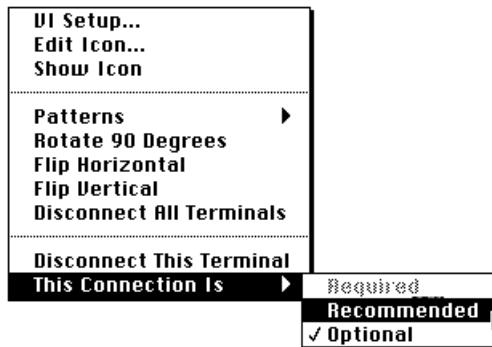 VI Setup...
Edit Icon...
Show Icon
Patterns
Rotate 90 Degrees
Flip Horizontal
Flip Vertical
Disconnect All Terminals
Disconnect This Terminal
This Connection Is
Required
Recommended
✓ Optional